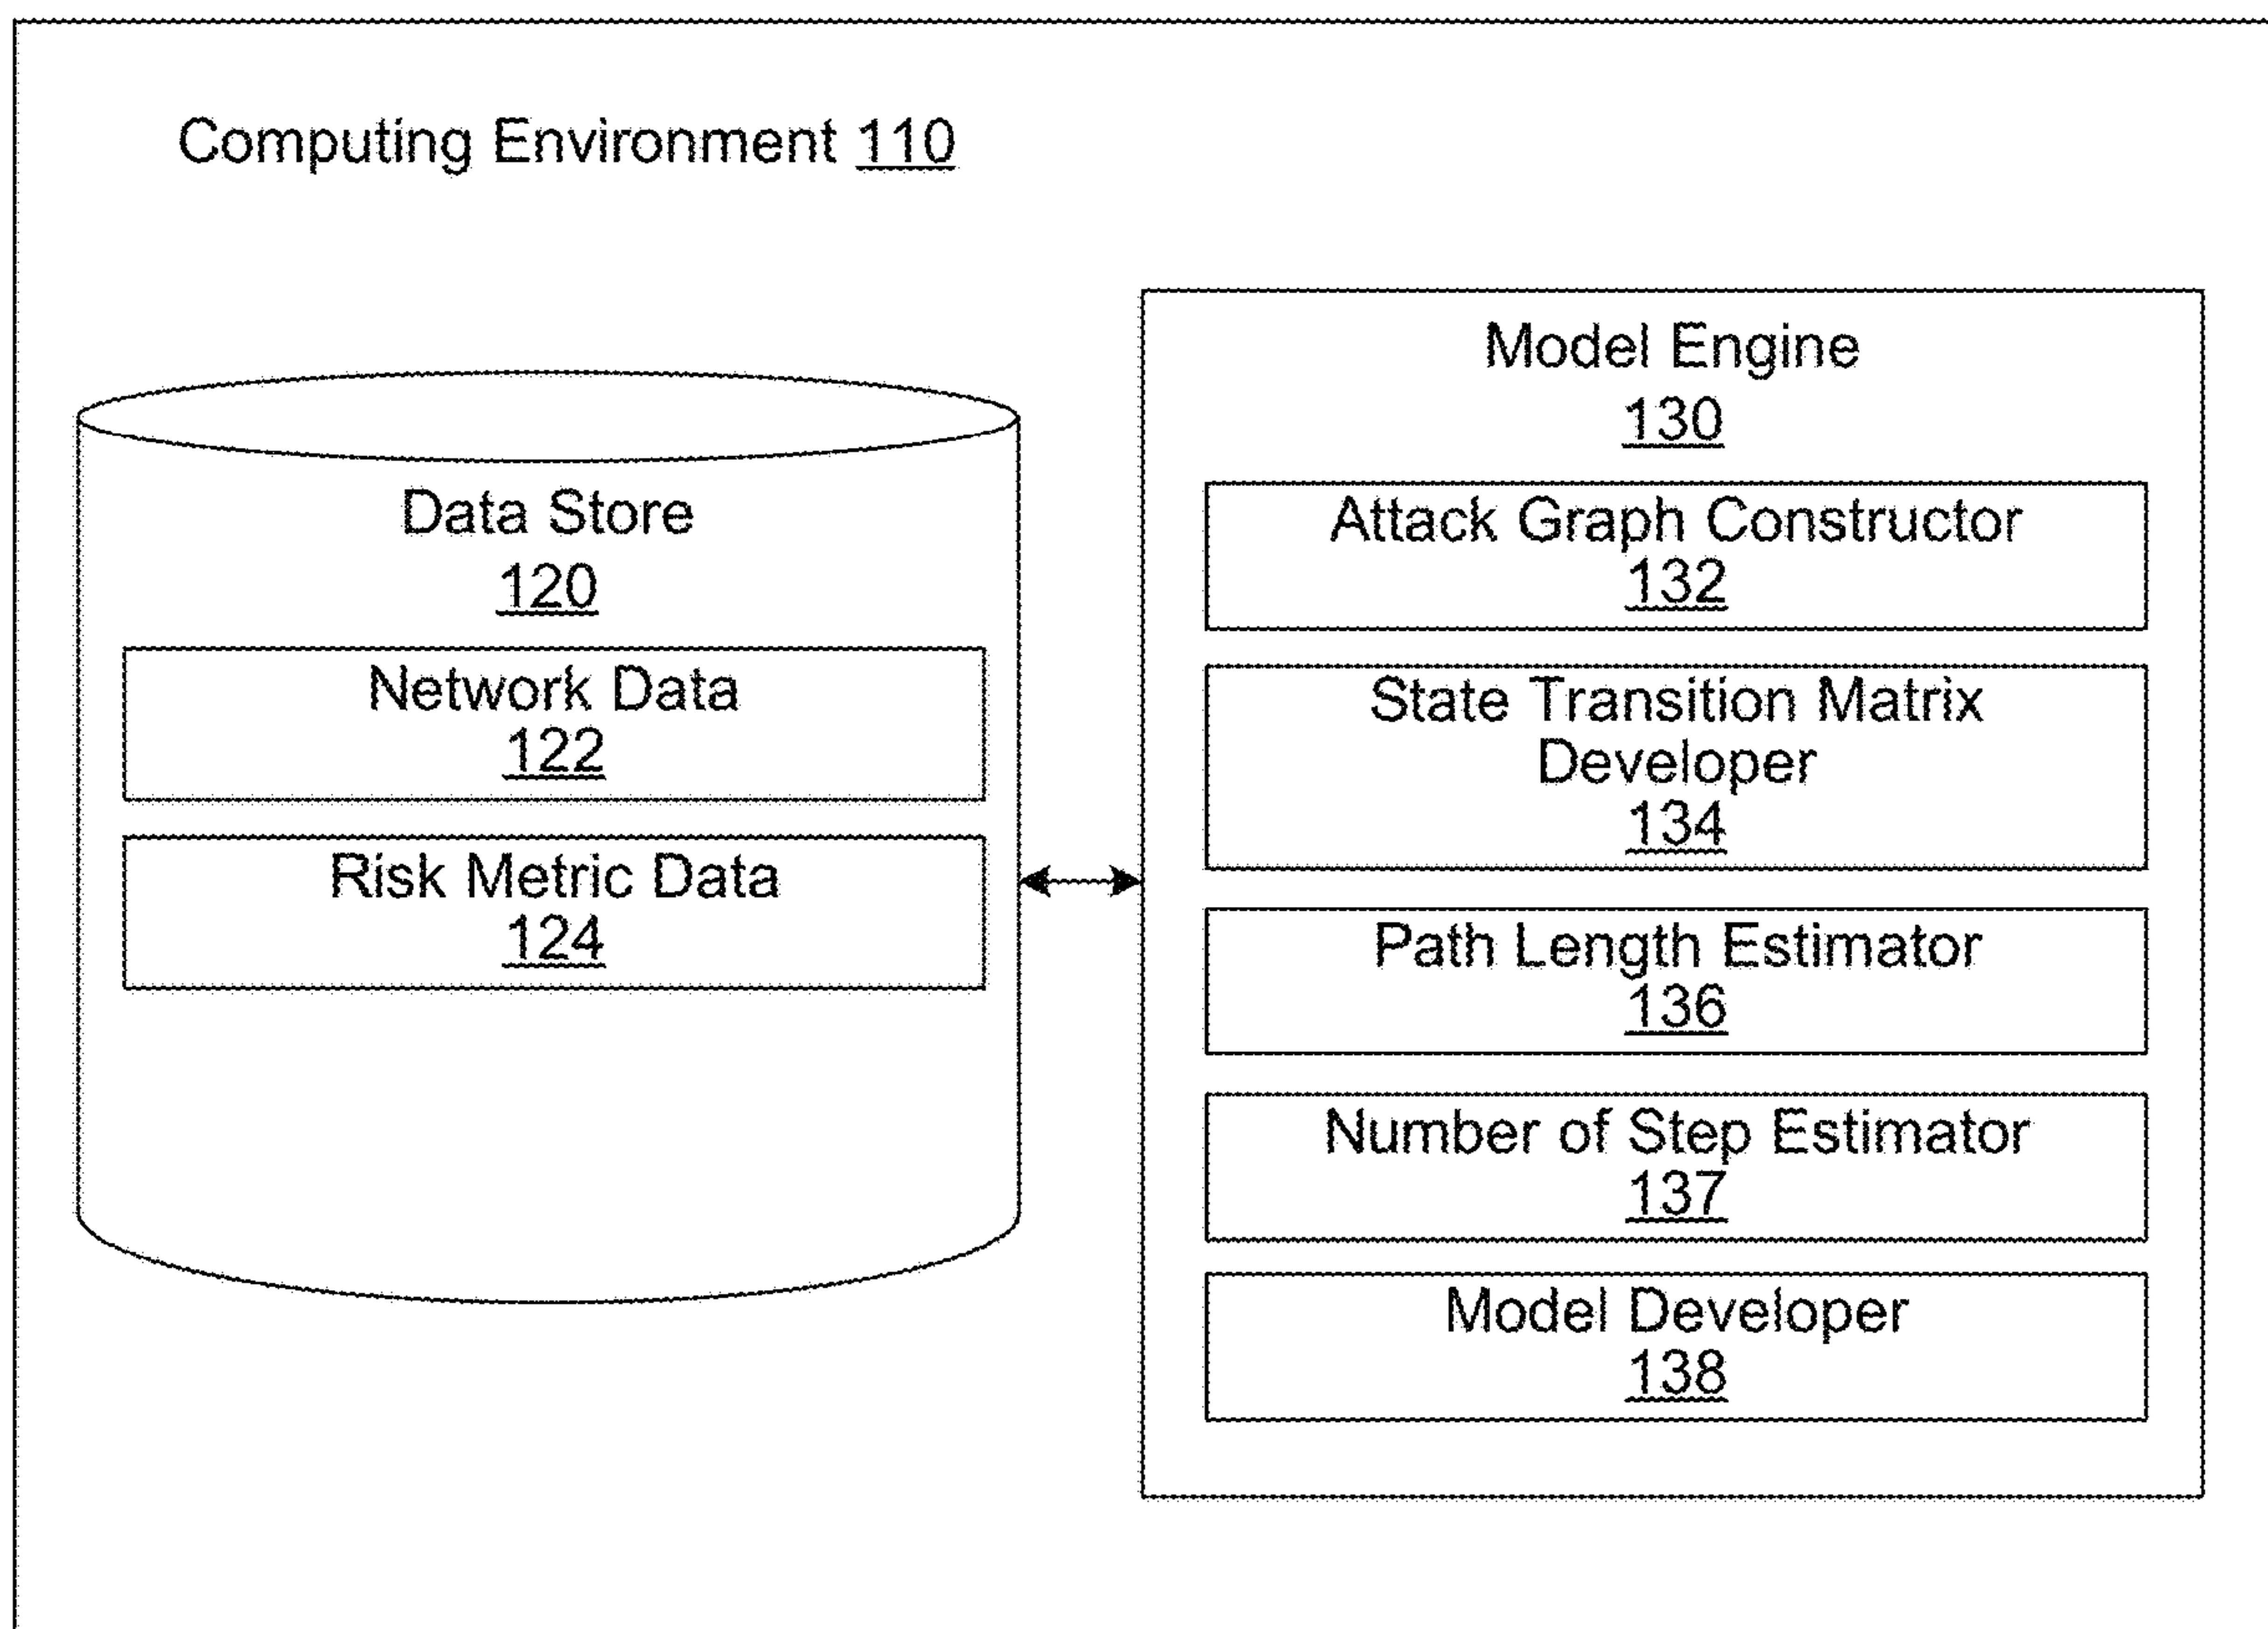 Computing Environment 110
Data Store
120
Network Data
122
Risk Metric Data
124
Model Engine
130
Attack Graph Constructor
132
State Transition Matrix
Developer
134
Path Length Estimator
136
Number of Step Estimator
137
Model Developer
138